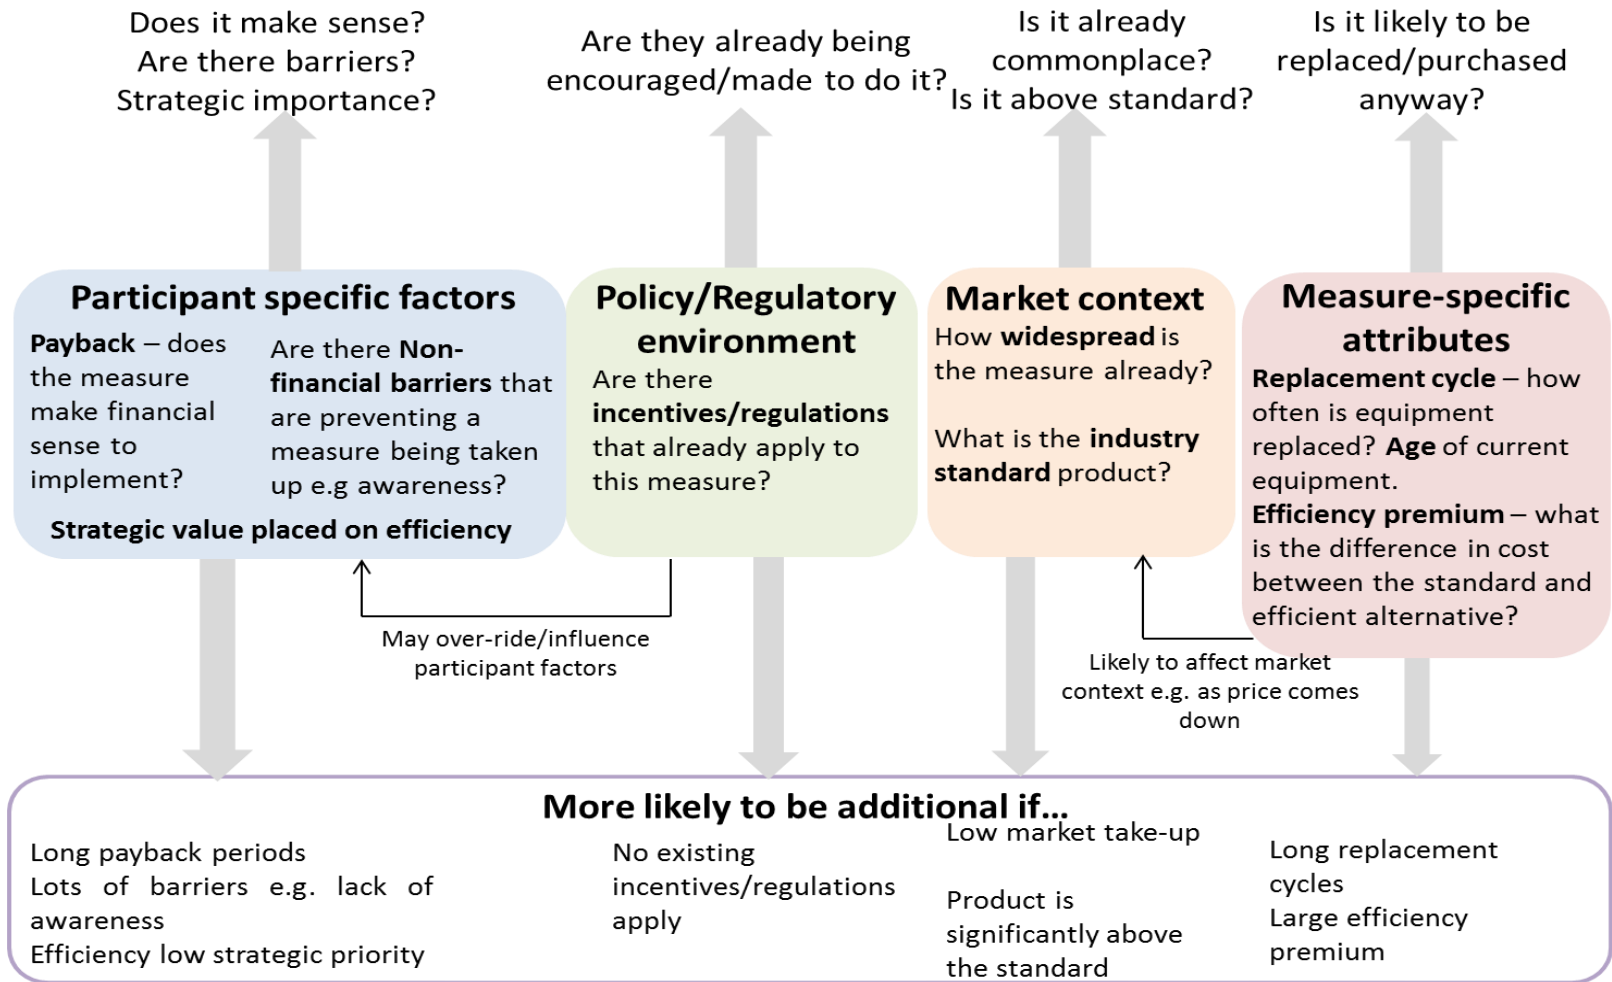 Does it make sense?
Are there barriers?
Strategic importance?
Are they already being
encouraged/made to do it?
Is it already
commonplace?
Is it above standard?
Is it likely to be
replaced/purchased
anyway?
Participant specific factors
Payback – does
the measure
make financial
sense to
implement?
Are there Non-
financial barriers that
are preventing a
measure being taken
up e.g awareness?
Strategic value placed on efficiency
Policy/Regulatory
environment
Are there
incentives/regulations
that already apply to
this measure?
Market context
How widespread is
the measure already?
What is the industry
standard product?
Measure-specific
attributes
Replacement cycle – how
often is equipment
replaced? Age of current
equipment.
Efficiency premium – what
is the difference in cost
between the standard and
efficient alternative?
May over-ride/influence
participant factors
Likely to affect market
context e.g. as price comes
down
More likely to be additional if...
Long payback periods
Lots of barriers e.g. lack of
awareness
Efficiency low strategic priority
No existing
incentives/regulations
apply
Low market take-up
Product is
significantly above
the standard
Long replacement
cycles
Large efficiency
premium